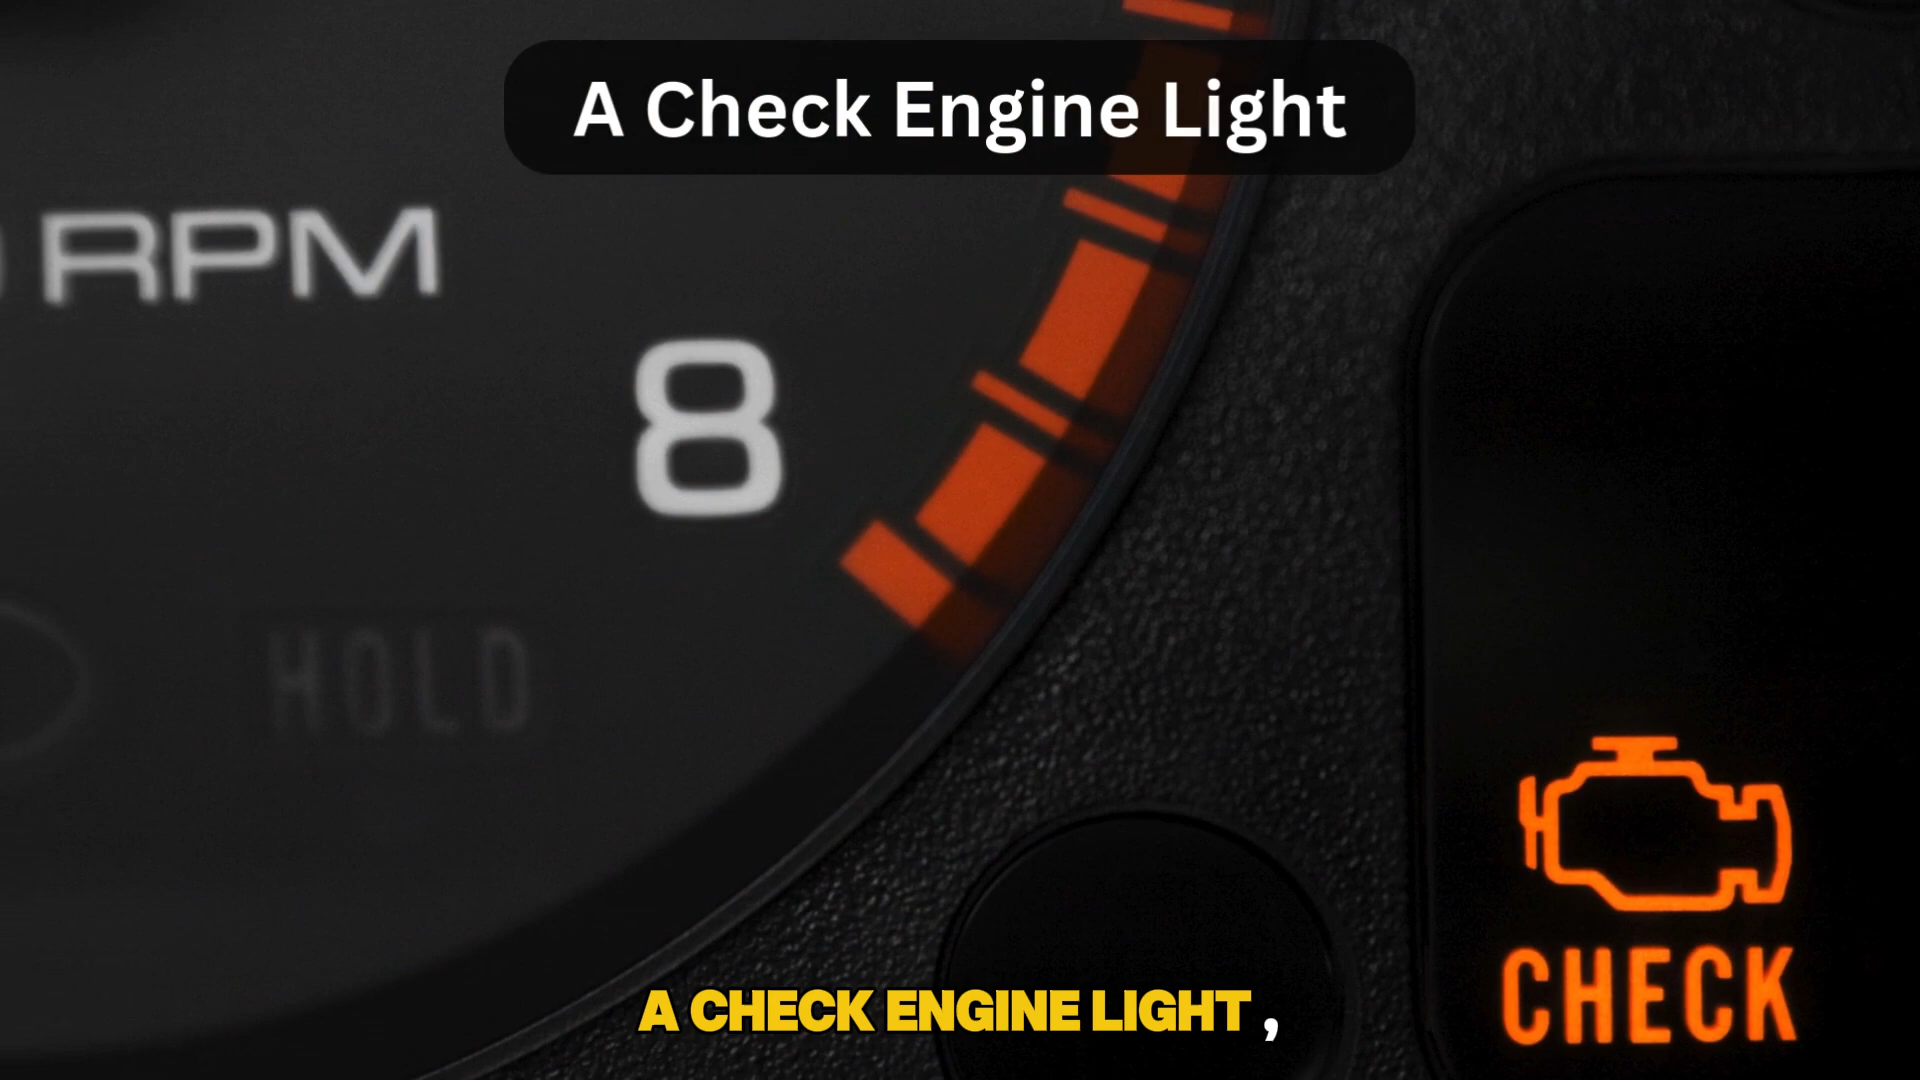 A Check Engine Light
RPM
8
HOLD
CHECK
A CHECK ENGINE LIGHT ,